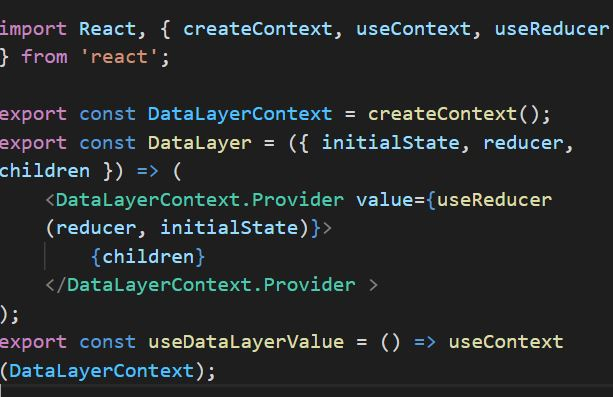 import React, { createContext, useContext, useReducer
} from 'react';
export const DataLayerContext = createContext();
export const DataLayer = ({ initialState, reducer,
children }) => (
<DataLayerContext.Provider value={useReducer
(reducer, initialState)}>
{children}
</DataLayerContext.Provider >
);
export const useDataLayerValue = () => useContext
(DataLayerContext);